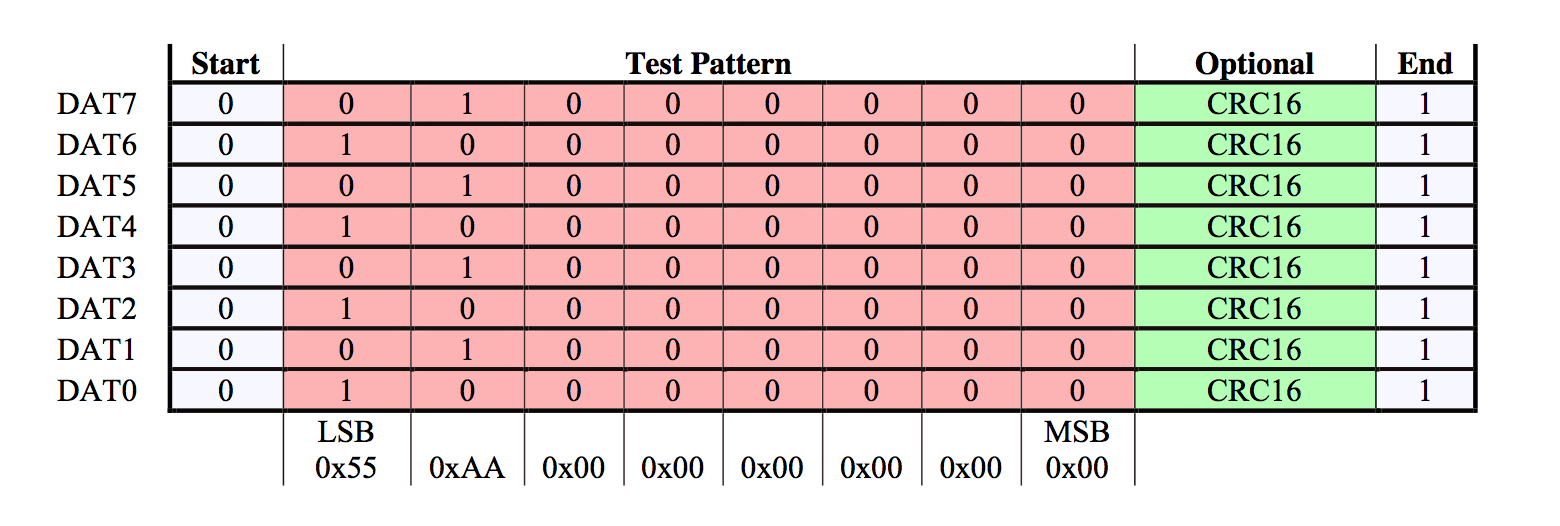 Start Test Pattern Optional End
DAT7 0 0 1 0 0 0 0 0 0 CRC16 1
DAT6 0 1 0 0 0 0 0 0 0 CRC16 1
DAT5 0 0 1 0 0 0 0 0 0 CRC16 1
DAT4 0 1 0 0 0 0 0 0 0 CRC16 1
DAT3 0 0 1 0 0 0 0 0 0 CRC16 1
DAT2 0 1 0 0 0 0 0 0 0 CRC16 1
DAT1 0 0 1 0 0 0 0 0 0 CRC16 1
DAT0 0 1 0 0 0 0 0 0 0 CRC16 1
LSB MSB
0x55 0xAA 0x00 0x00 0x00 0x00 0x00 0x00